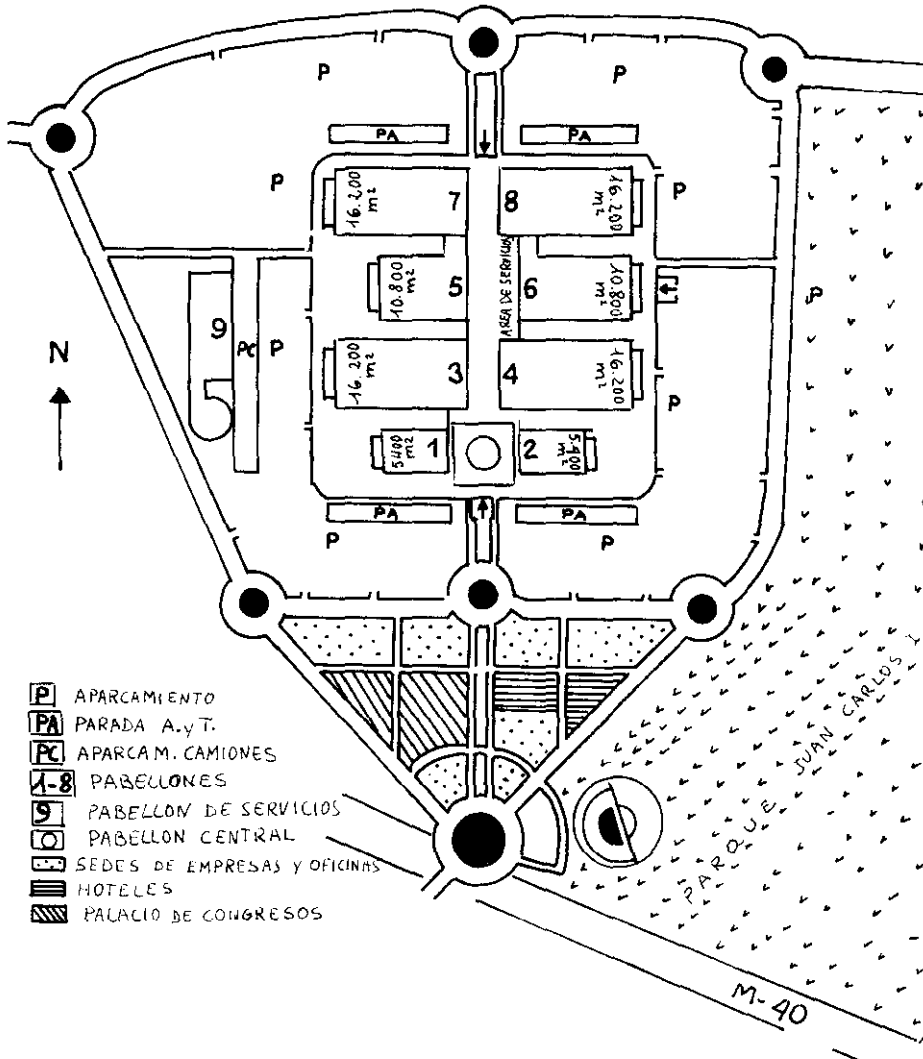 P
P
PA
PA
P
P
16.200 m²
7
8
16.200 m²
10.800 m²
5
AREA DE SERVICIOS
6
10.800 m²
P
9
PC
P
N
16.200 m²
3
4
16.200 m²
P
5400 m²
1
2
5.400 m²
PA
PA
P
P
P APARCAMIENTO
PA PARADA A.yT.
PC APARCAM. CAMIONES
1-8 PABELLONES
9 PABELLON DE SERVICIOS
PABELLON CENTRAL
SEDES DE EMPRESAS Y OFICINAS
HOTELES
PALACIO DE CONGRESOS
PARQUE JUAN CARLOS I
M-40